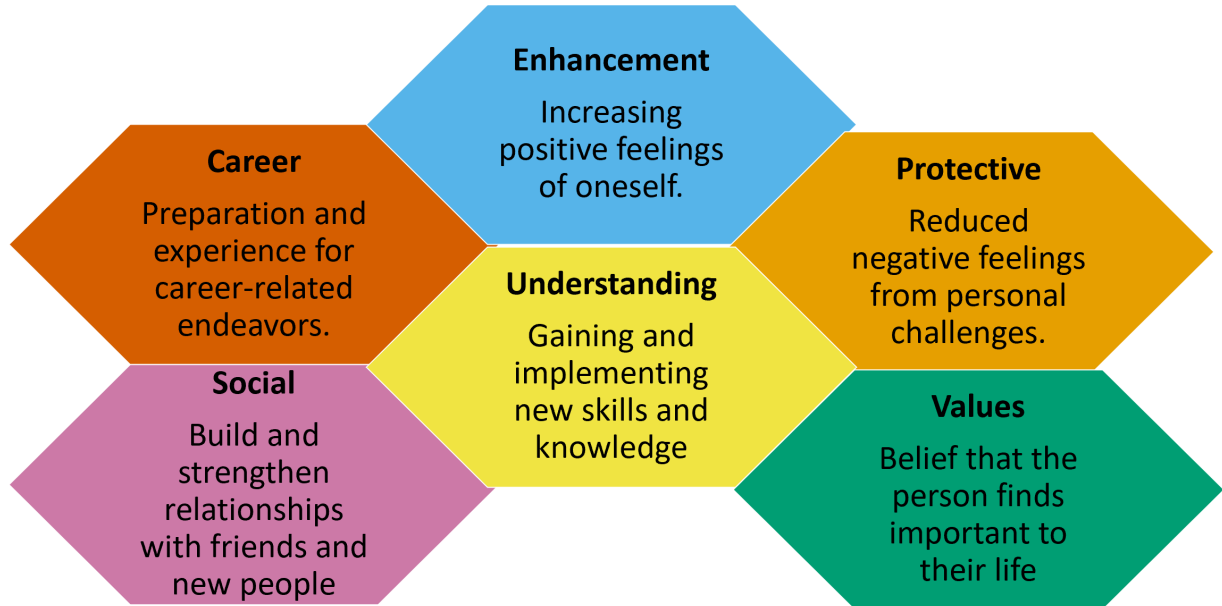 Enhancement
Increasing
positive feelings
of oneself.
Career
Preparation and
experience for
career-related
endeavors.
Protective
Reduced
negative feelings
from personal
challenges.
Understanding
Gaining and
implementing
new skills and
knowledge
Social
Build and
strengthen
relationships
with friends and
new people
Values
Belief that the
person finds
important to
their life